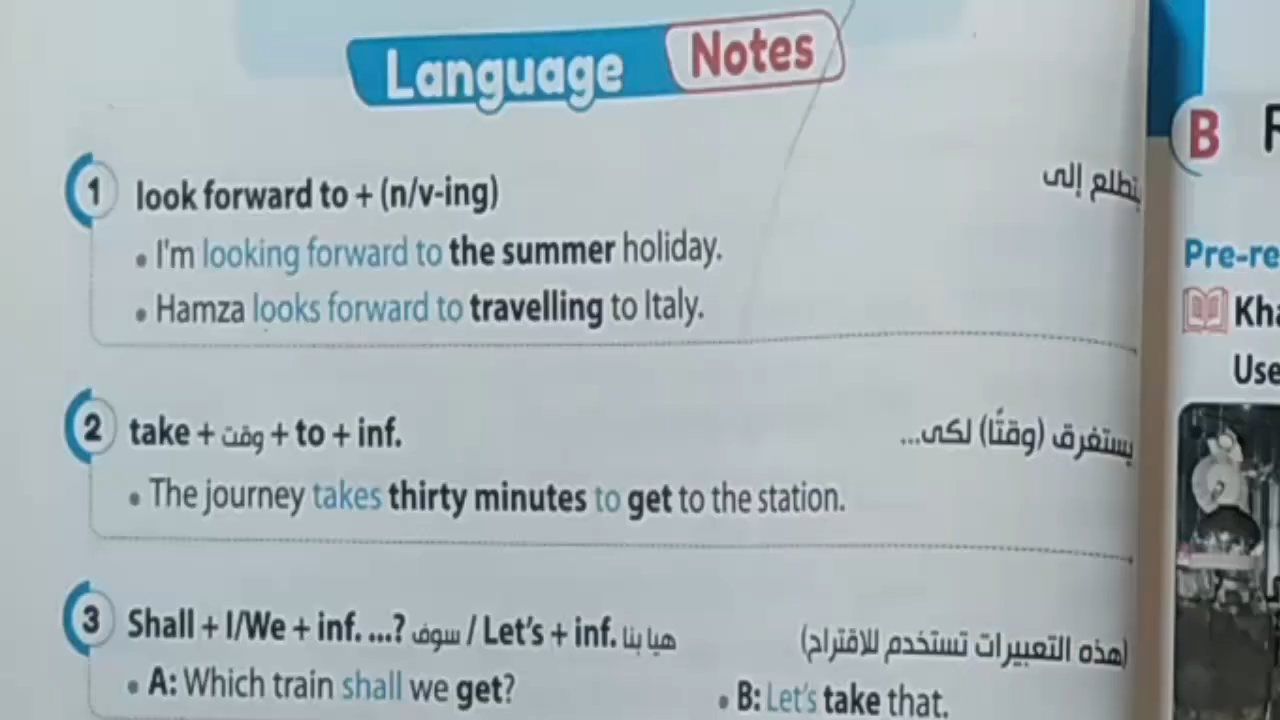 Language Notes
1 look forward to + (n/v-ing) يتطلع إلى
• I'm looking forward to the summer holiday.
• Hamza looks forward to travelling to Italy.
2 take + وقت + to + inf. يستغرق (وقتًا) لكى...
• The journey takes thirty minutes to get to the station.
3 Shall + I/We + inf. ...? سوف / Let's + inf. هيا بنا (هذه التعبيرات تستخدم للاقتراح)
• A: Which train shall we get? • B: Let's take that.
B
Pre-re
Kha
Use